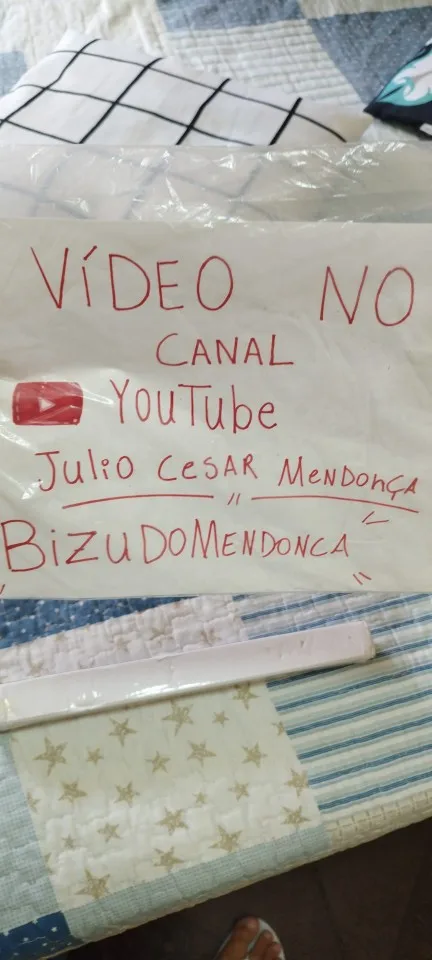 VÍDEO NO
CANAL
YouTube
Julio CeSAR MeNDONÇA
"
BizuDOMENDONCA
"